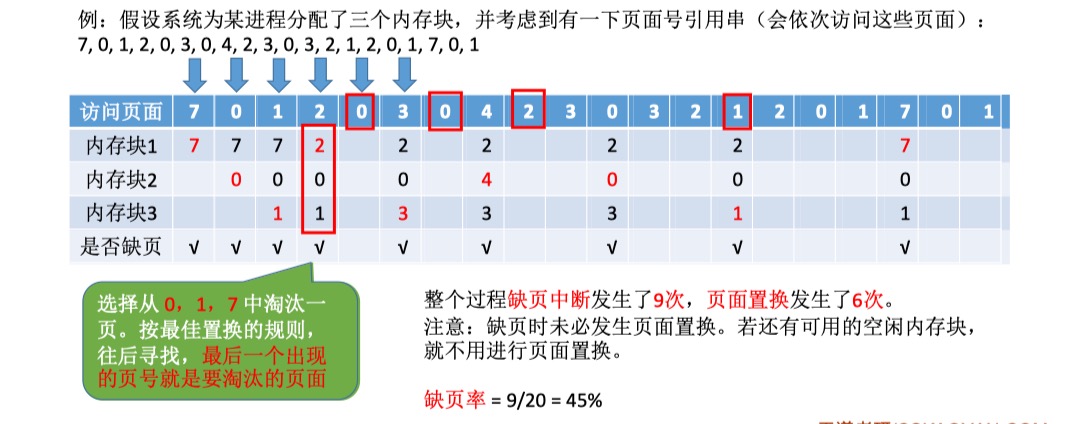 例：假设系统为某进程分配了三个内存块，并考虑到有一下页面号引用串（会依次访问这些页面）：
7, 0, 1, 2, 0, 3, 0, 4, 2, 3, 0, 3, 2, 1, 2, 0, 1, 7, 0, 1
访问页面 7 0 1 2 0 3 0 4 2 3 0 3 2 1 2 0 1 7 0 1
内存块1 7 7 7 2 2 2 2 2 7
内存块2 0 0 0 0 4 0 0 0
内存块3 1 1 3 3 3 1 1
是否缺页 √ √ √ √ √ √ √ √ √
选择从 0，1，7 中淘汰一
页。按最佳置换的规则，
往后寻找，最后一个出现
的页号就是要淘汰的页面
整个过程缺页中断发生了9次，页面置换发生了6次。
注意：缺页时未必发生页面置换。若还有可用的空闲内存块，
就不用进行页面置换。
缺页率 = 9/20 = 45%